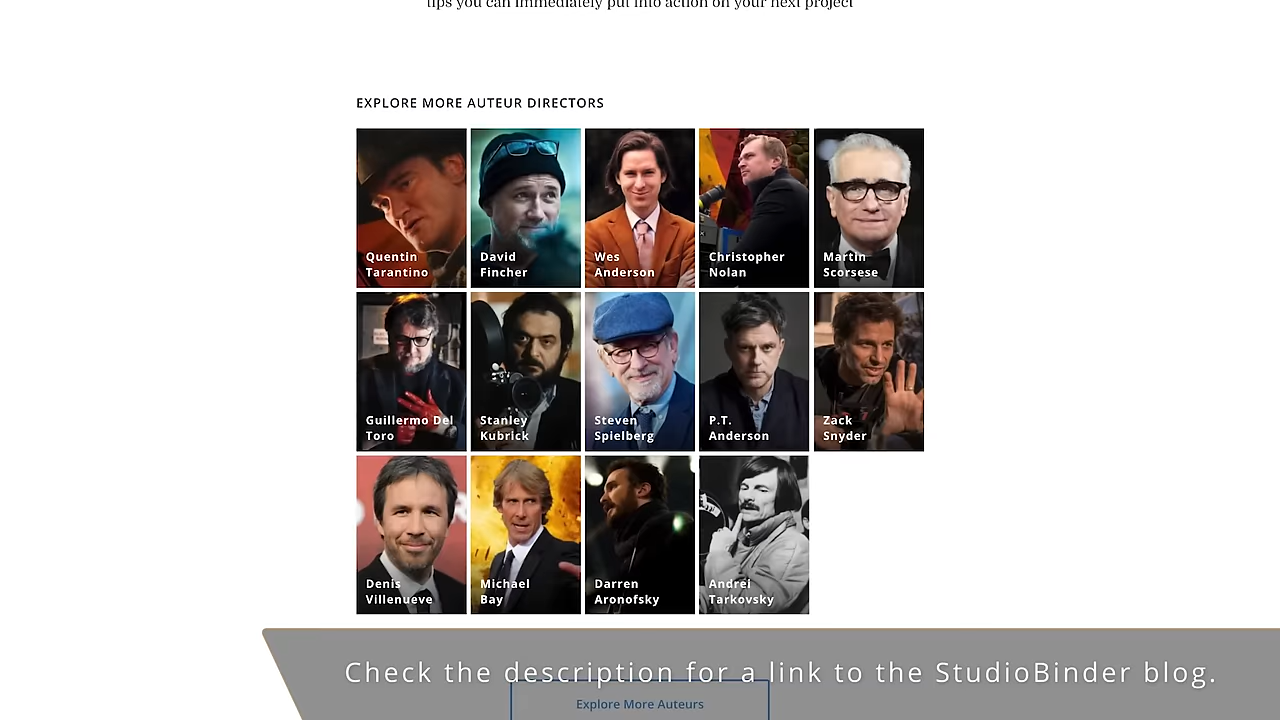 tips you can immediately put into action on your next project
EXPLORE MORE AUTEUR DIRECTORS
Quentin
Tarantino
David
Fincher
Wes
Anderson
Christopher
Nolan
Martin
Scorsese
Guillermo Del
Toro
Stanley
Kubrick
Steven
Spielberg
P.T.
Anderson
Zack
Snyder
Denis
Villenueve
Michael
Bay
Darren
Aronofsky
Andrei
Tarkovsky
Check the description for a link to the StudioBinder blog.
Explore More Auteurs